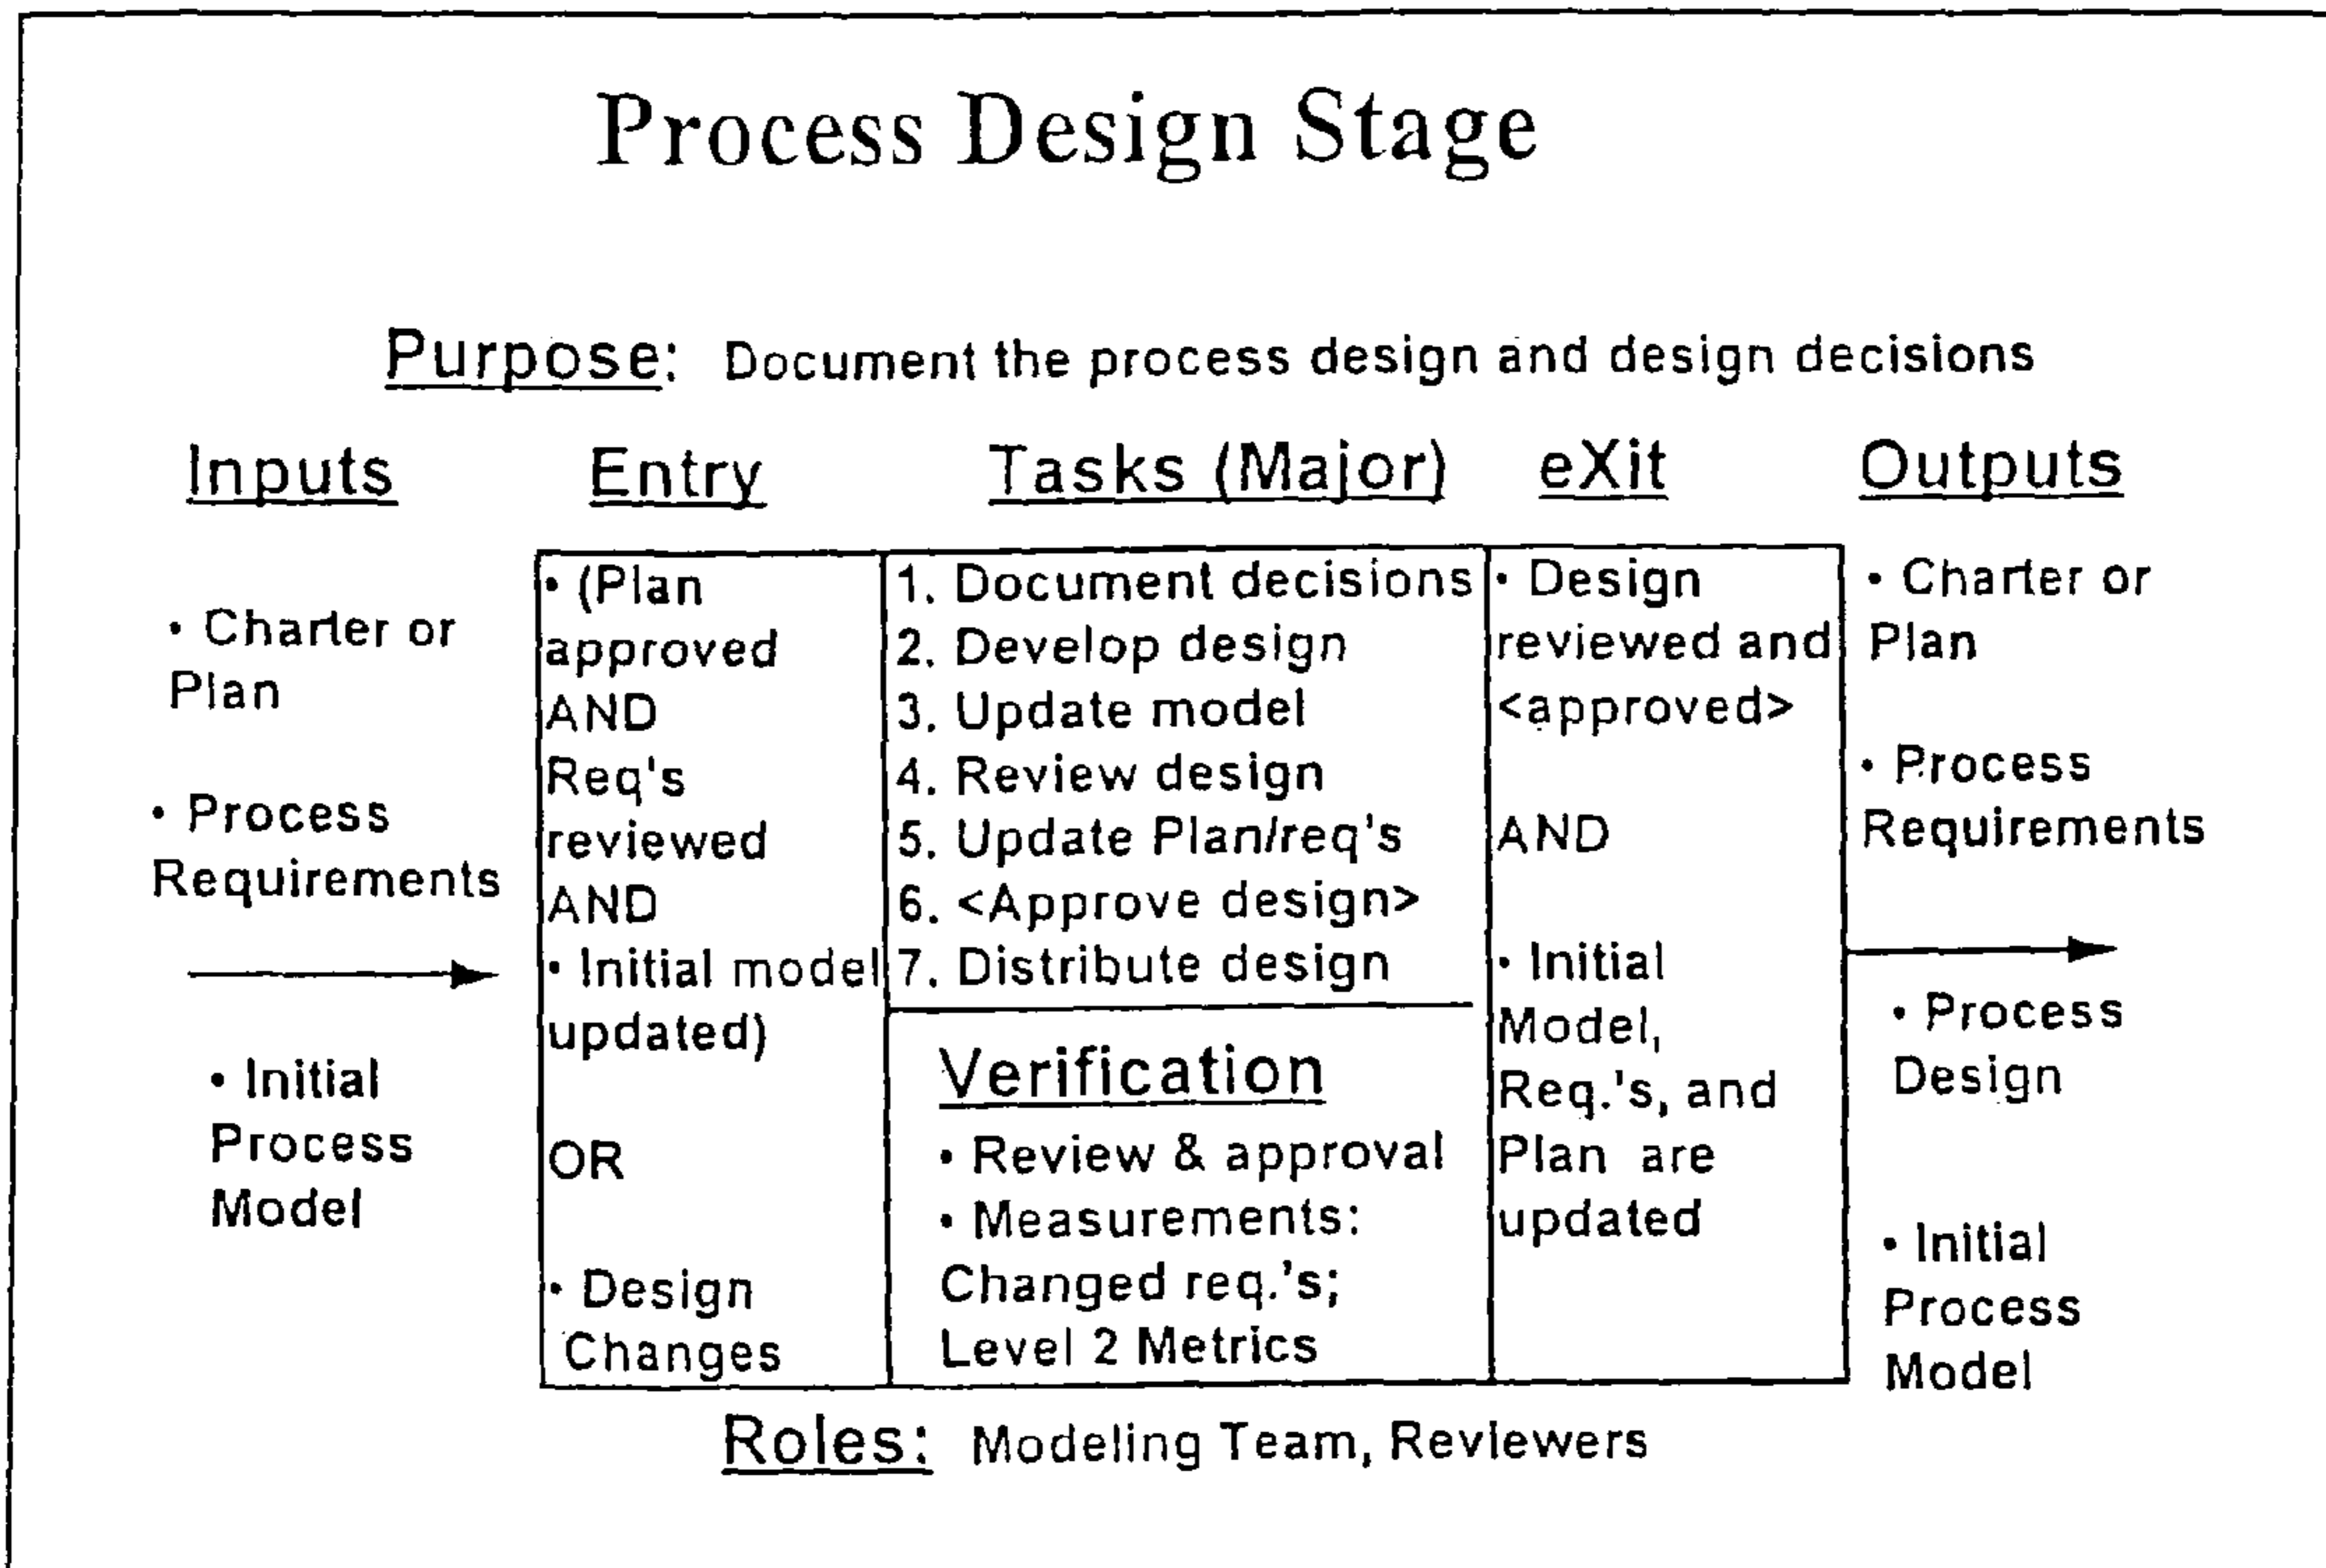 Process Design Stage
Purpose: Document the process design and design decisions
Inputs
• Charter or
Plan
• Process
Requirements
• Initial
Process
Model
Entry
• (Plan
approved
AND
Req's
reviewed
AND
• Initial model
updated)
OR
• Design
Changes
Tasks (Major)
1. Document decisions
2. Develop design
3. Update model
4. Review design
5. Update Plan/req's
6. <Approve design>
7. Distribute design
Verification
• Review & approval
• Measurements:
Changed req.'s;
Level 2 Metrics
eXit
• Design
reviewed and
<approved>
AND
• Initial
Model,
Req.'s, and
Plan are
updated
Outputs
• Charter or
Plan
• Process
Requirements
• Process
Design
• Initial
Process
Model
Roles: Modeling Team, Reviewers